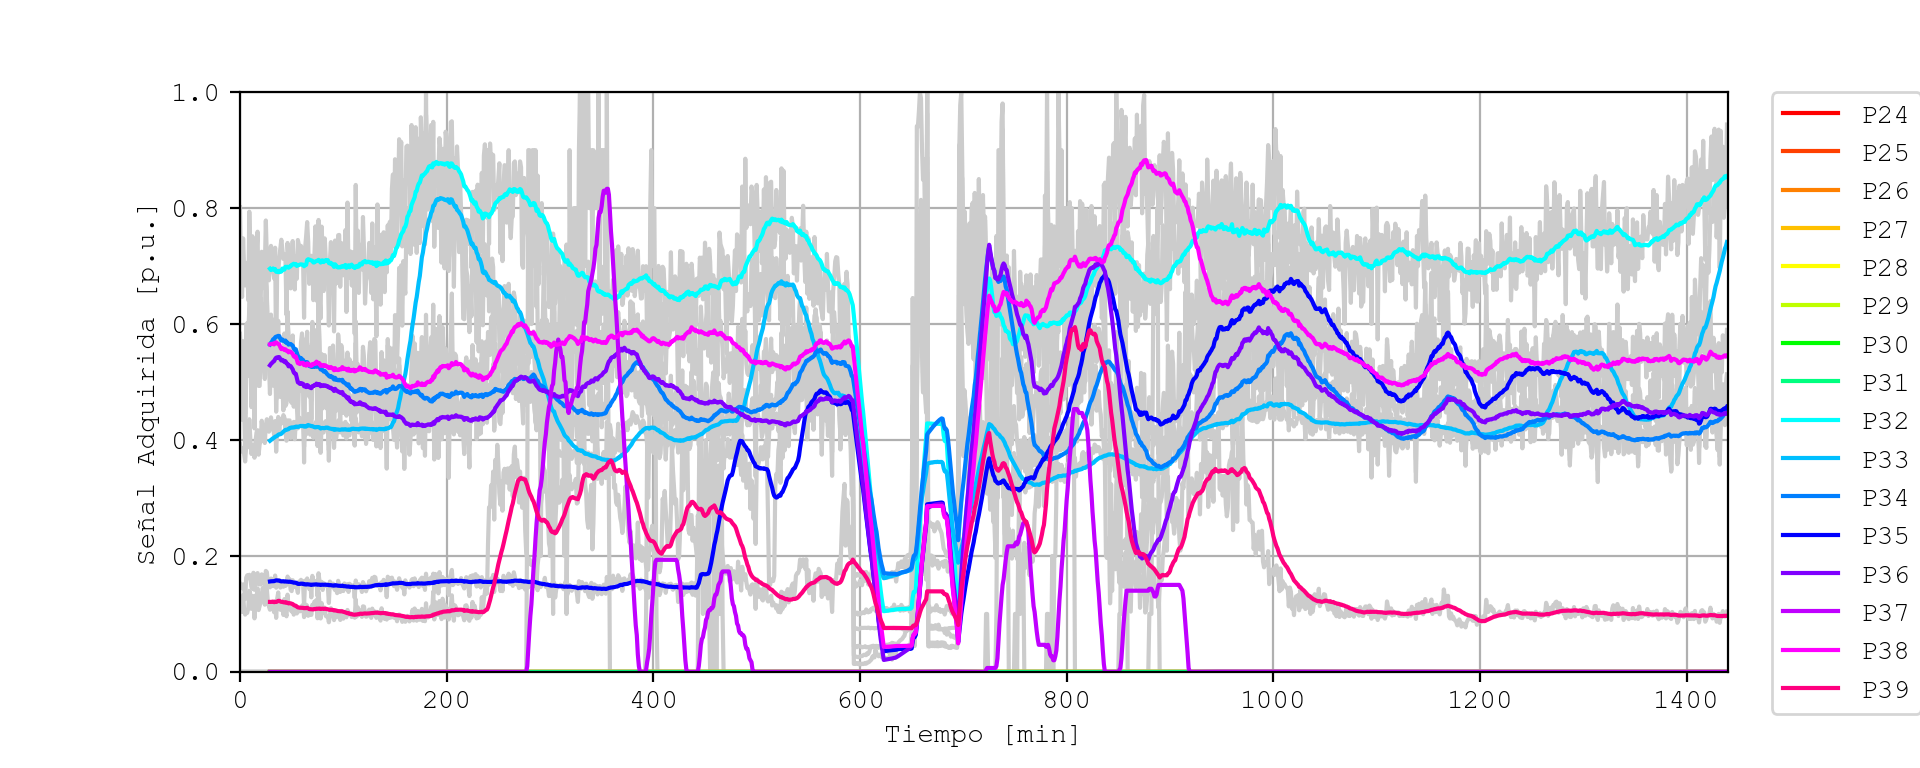 1.0
0.8
0.6
0.4
0.2
0.0
Señal Adquirida [p.u.]
0 200 400 600 800 1000 1200 1400
Tiempo [min]
P24
P25
P26
P27
P28
P29
P30
P31
P32
P33
P34
P35
P36
P37
P38
P39